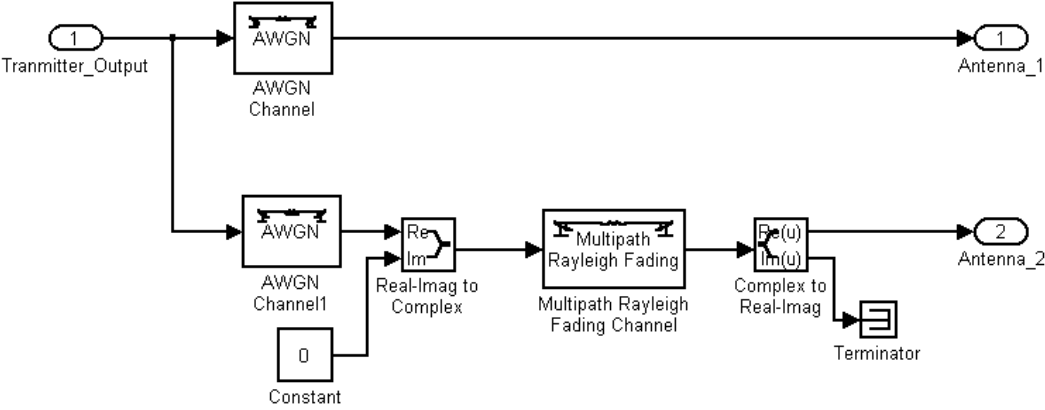 1
Tranmitter_Output
AWGN
AWGN
Channel
1
Antenna_1
AWGN
AWGN
Channel1
Re
Im
Real-Imag to
Complex
0
Constant
Multipath
Rayleigh Fading
Multipath Rayleigh
Fading Channel
Re(u)
Im(u)
Complex to
Real-Imag
2
Antenna_2
Terminator